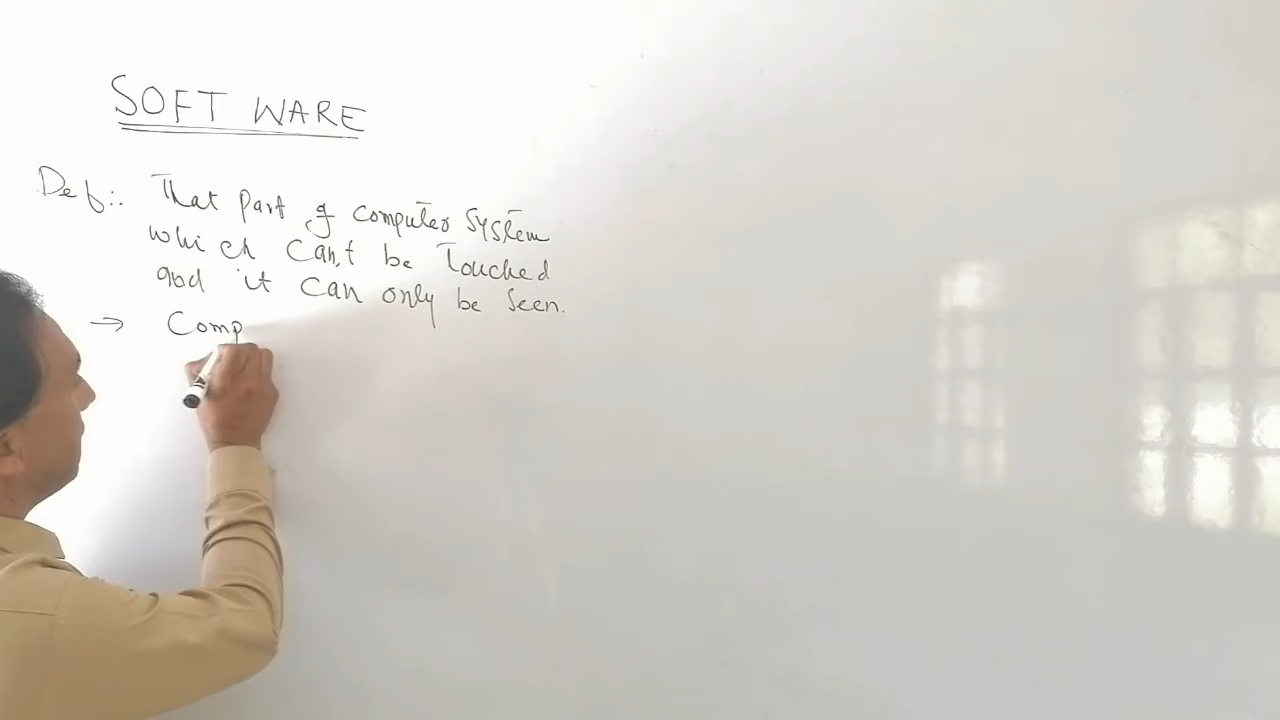 SOFT WARE
Def:. That part of computer system
which can,t be Touched
and it can only be seen.
→ Comp